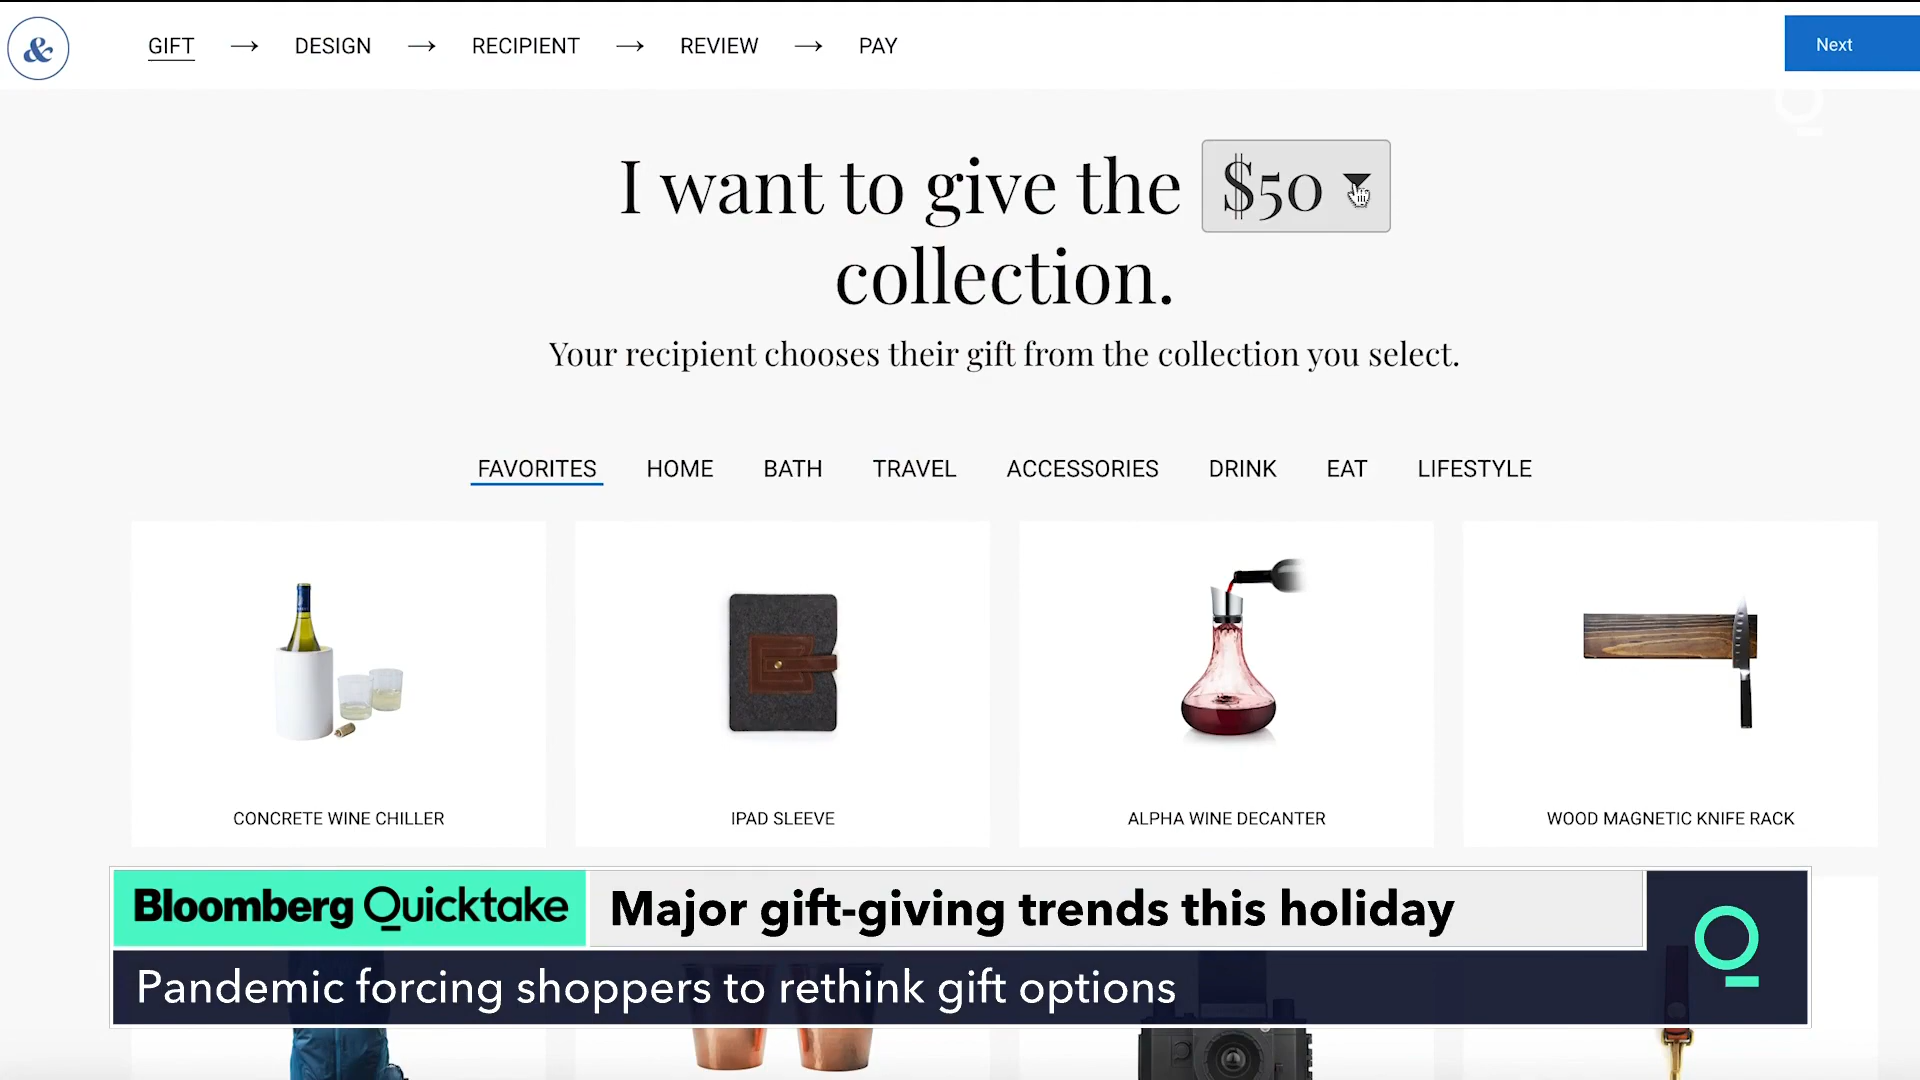 &
GIFT → DESIGN → RECIPIENT → REVIEW → PAY
Next
I want to give the $50
collection.
Your recipient chooses their gift from the collection you select.
FAVORITES HOME BATH TRAVEL ACCESSORIES DRINK EAT LIFESTYLE
CONCRETE WINE CHILLER
IPAD SLEEVE
ALPHA WINE DECANTER
WOOD MAGNETIC KNIFE RACK
Bloomberg Quicktake
Major gift-giving trends this holiday
Pandemic forcing shoppers to rethink gift options